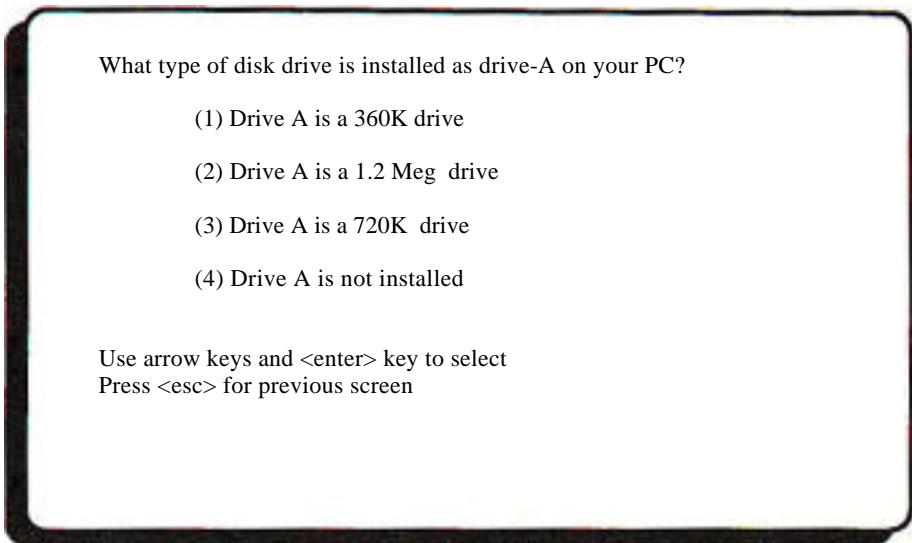 What type of disk drive is installed as drive-A on your PC?
(1) Drive A is a 360K drive
(2) Drive A is a 1.2 Meg  drive
(3) Drive A is a 720K  drive
(4) Drive A is not installed
Use arrow keys and <enter> key to select
Press <esc> for previous screen